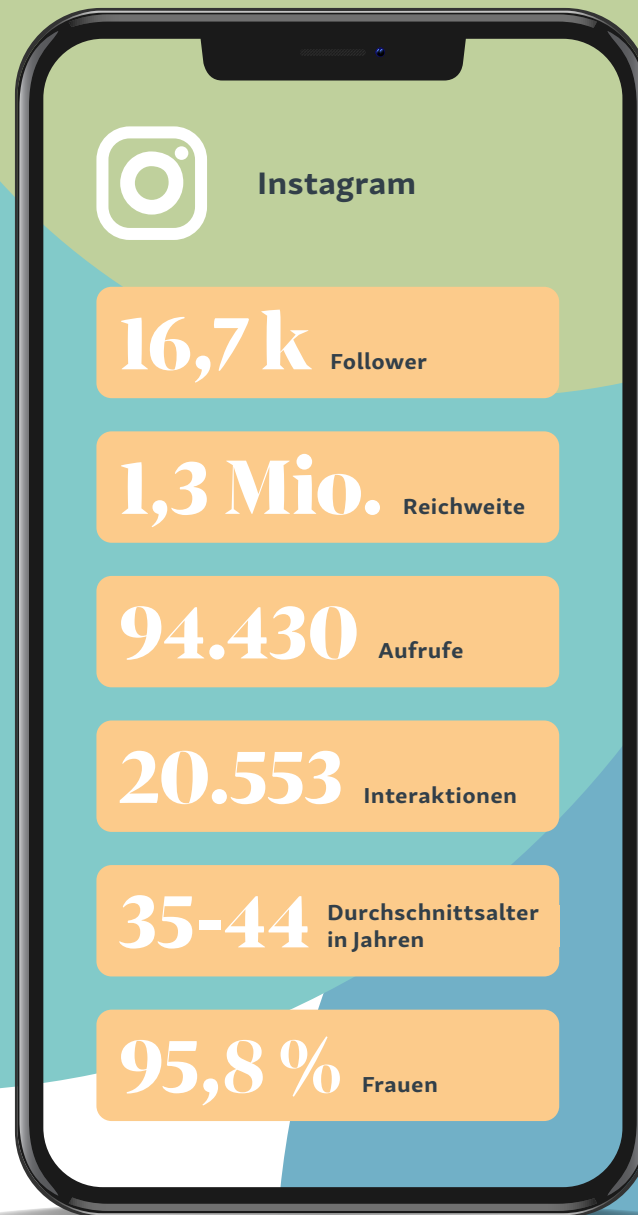 Instagram
16,7 k Follower
1,3 Mio. Reichweite
94.430 Aufrufe
20.553 Interaktionen
35-44 Durchschnittsalter
in Jahren
95,8 % Frauen